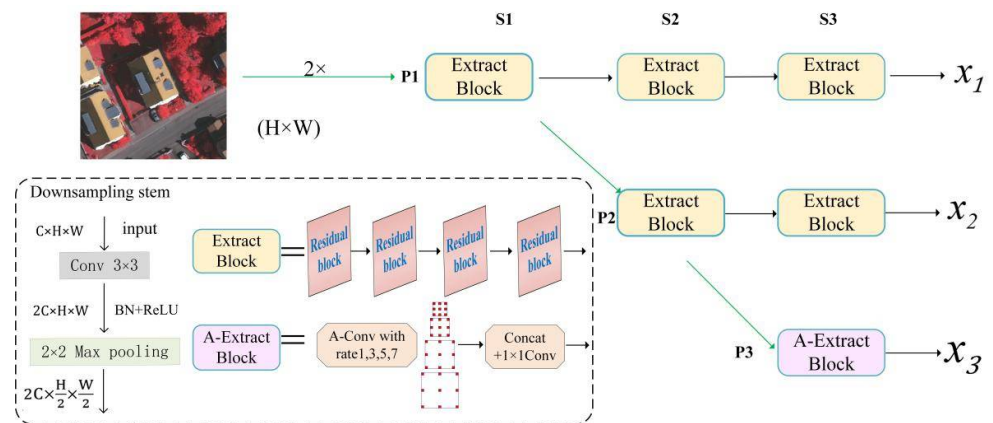 S1
S2
S3
2×
P1
Extract
Block
Extract
Block
Extract
Block
x1
(H×W)
P2
Extract
Block
Extract
Block
x2
P3
A-Extract
Block
x3
Downsampling stem
C×H×W
input
Conv 3×3
2C×H×W
BN+ReLU
2×2 Max pooling
2C×H/2×W/2
Extract
Block
Residual
block
Residual
block
Residual
block
Residual
block
A-Extract
Block
A-Conv with
rate1,3,5,7
Concat
+1×1Conv